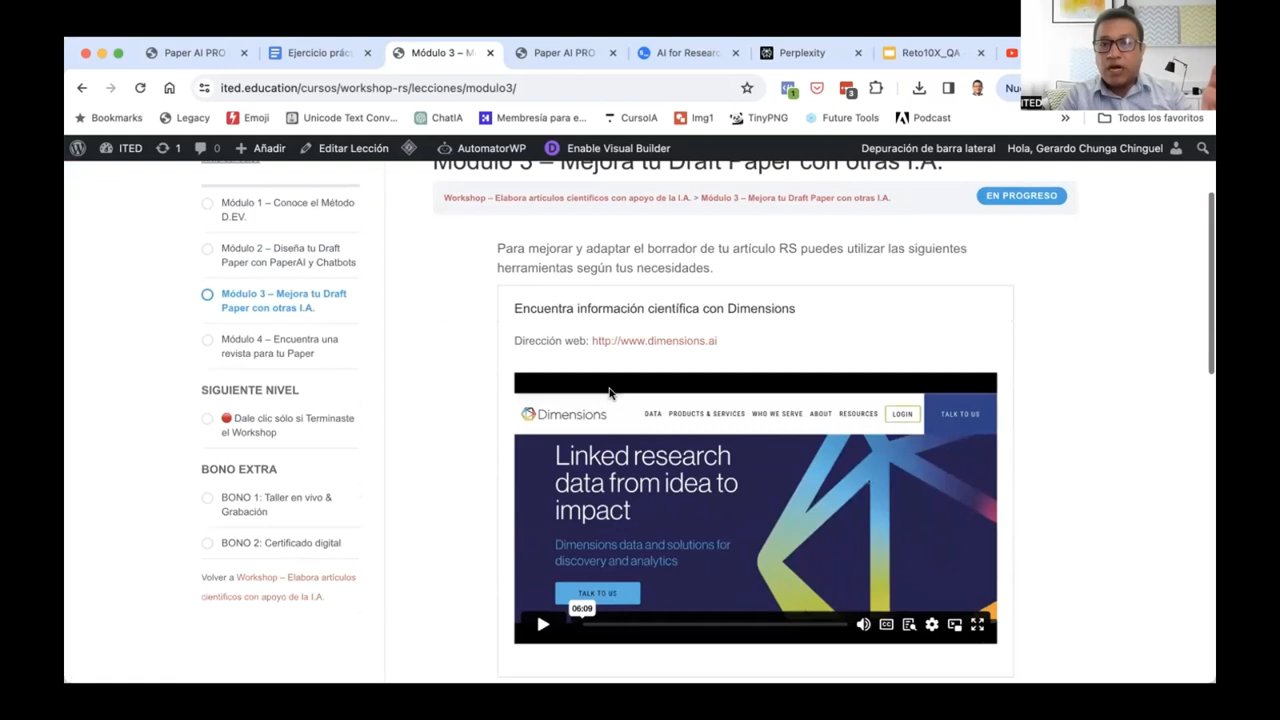 Paper AI PRO
Ejercicio prác
Módulo 3 – M
Paper AI PRO
AI for Resear
Perplexity
Reto10X_QA
ited.education/cursos/workshop-rs/lecciones/modulo3/
1
3
ITED
Bookmarks
Legacy
Emoji
Unicode Text Conv...
ChatIA
Membresía para e...
CursoIA
Img1
TinyPNG
Future Tools
Podcast
»
Todos los favoritos
ITED
1
0
Añadir
Editar Lección
AutomatorWP
Enable Visual Builder
Depuración de barra lateral
Hola, Gerardo Chunga Chinguel
Módulo 3 – Mejora tu Draft Paper con otras I.A.
Workshop – Elabora artículos científicos con apoyo de la I.A. > Módulo 3 – Mejora tu Draft Paper con otras I.A.
EN PROGRESO
Módulo 1 – Conoce el Método
D.EV.
Módulo 2 – Diseña tu Draft
Paper con PaperAI y Chatbots
Módulo 3 – Mejora tu Draft
Paper con otras I.A.
Módulo 4 – Encuentra una
revista para tu Paper
SIGUIENTE NIVEL
Dale clic sólo si Terminaste
el Workshop
BONO EXTRA
BONO 1: Taller en vivo &
Grabación
BONO 2: Certificado digital
Volver a Workshop – Elabora artículos
científicos con apoyo de la I.A.
Para mejorar y adaptar el borrador de tu artículo RS puedes utilizar las siguientes
herramientas según tus necesidades.
Encuentra información científica con Dimensions
Dirección web: http://www.dimensions.ai
Dimensions
DATA
PRODUCTS & SERVICES
WHO WE SERVE
ABOUT
RESOURCES
LOGIN
TALK TO US
Linked research
data from idea to
impact
Dimensions data and solutions for
discovery and analytics
TALK TO US
06:09
CC